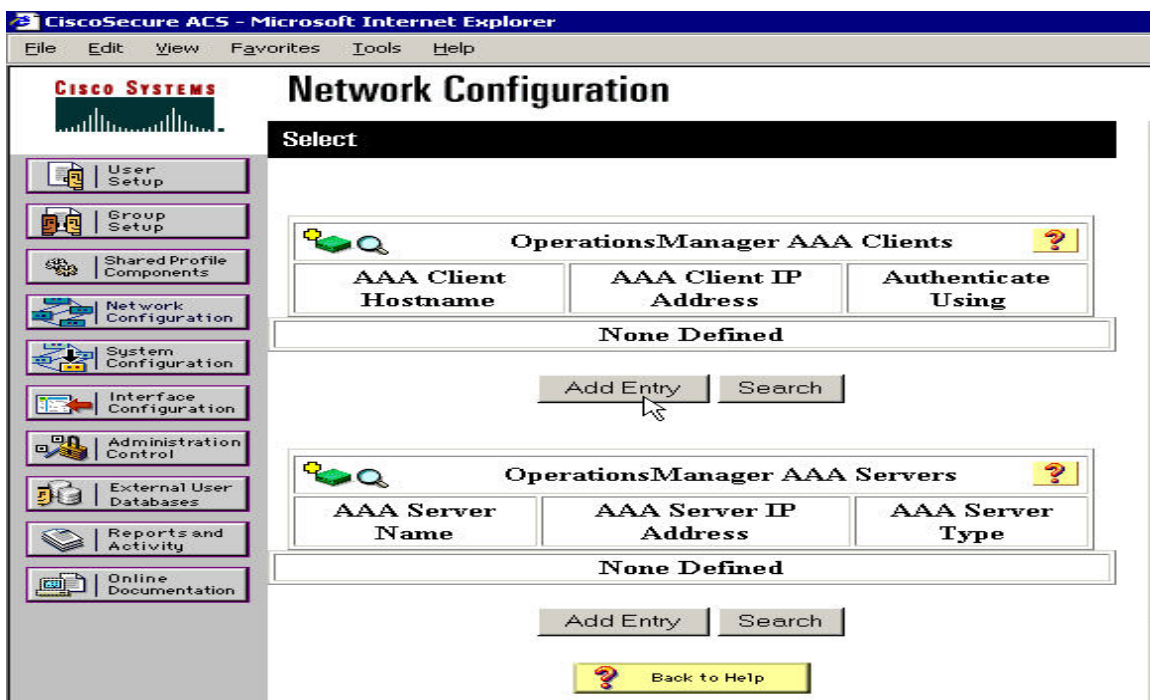 CiscoSecure ACS - Microsoft Internet Explorer
File Edit View Favorites Tools Help
CISCO SYSTEMS
Network Configuration
Select
User
Setup
Group
Setup
Shared Profile
Components
Network
Configuration
System
Configuration
Interface
Configuration
Administration
Control
External User
Databases
Reports and
Activity
Online
Documentation
OperationsManager AAA Clients ?
AAA Client
Hostname
AAA Client IP
Address
Authenticate
Using
None Defined
Add Entry Search
OperationsManager AAA Servers ?
AAA Server
Name
AAA Server IP
Address
AAA Server
Type
None Defined
Add Entry Search
? Back to Help